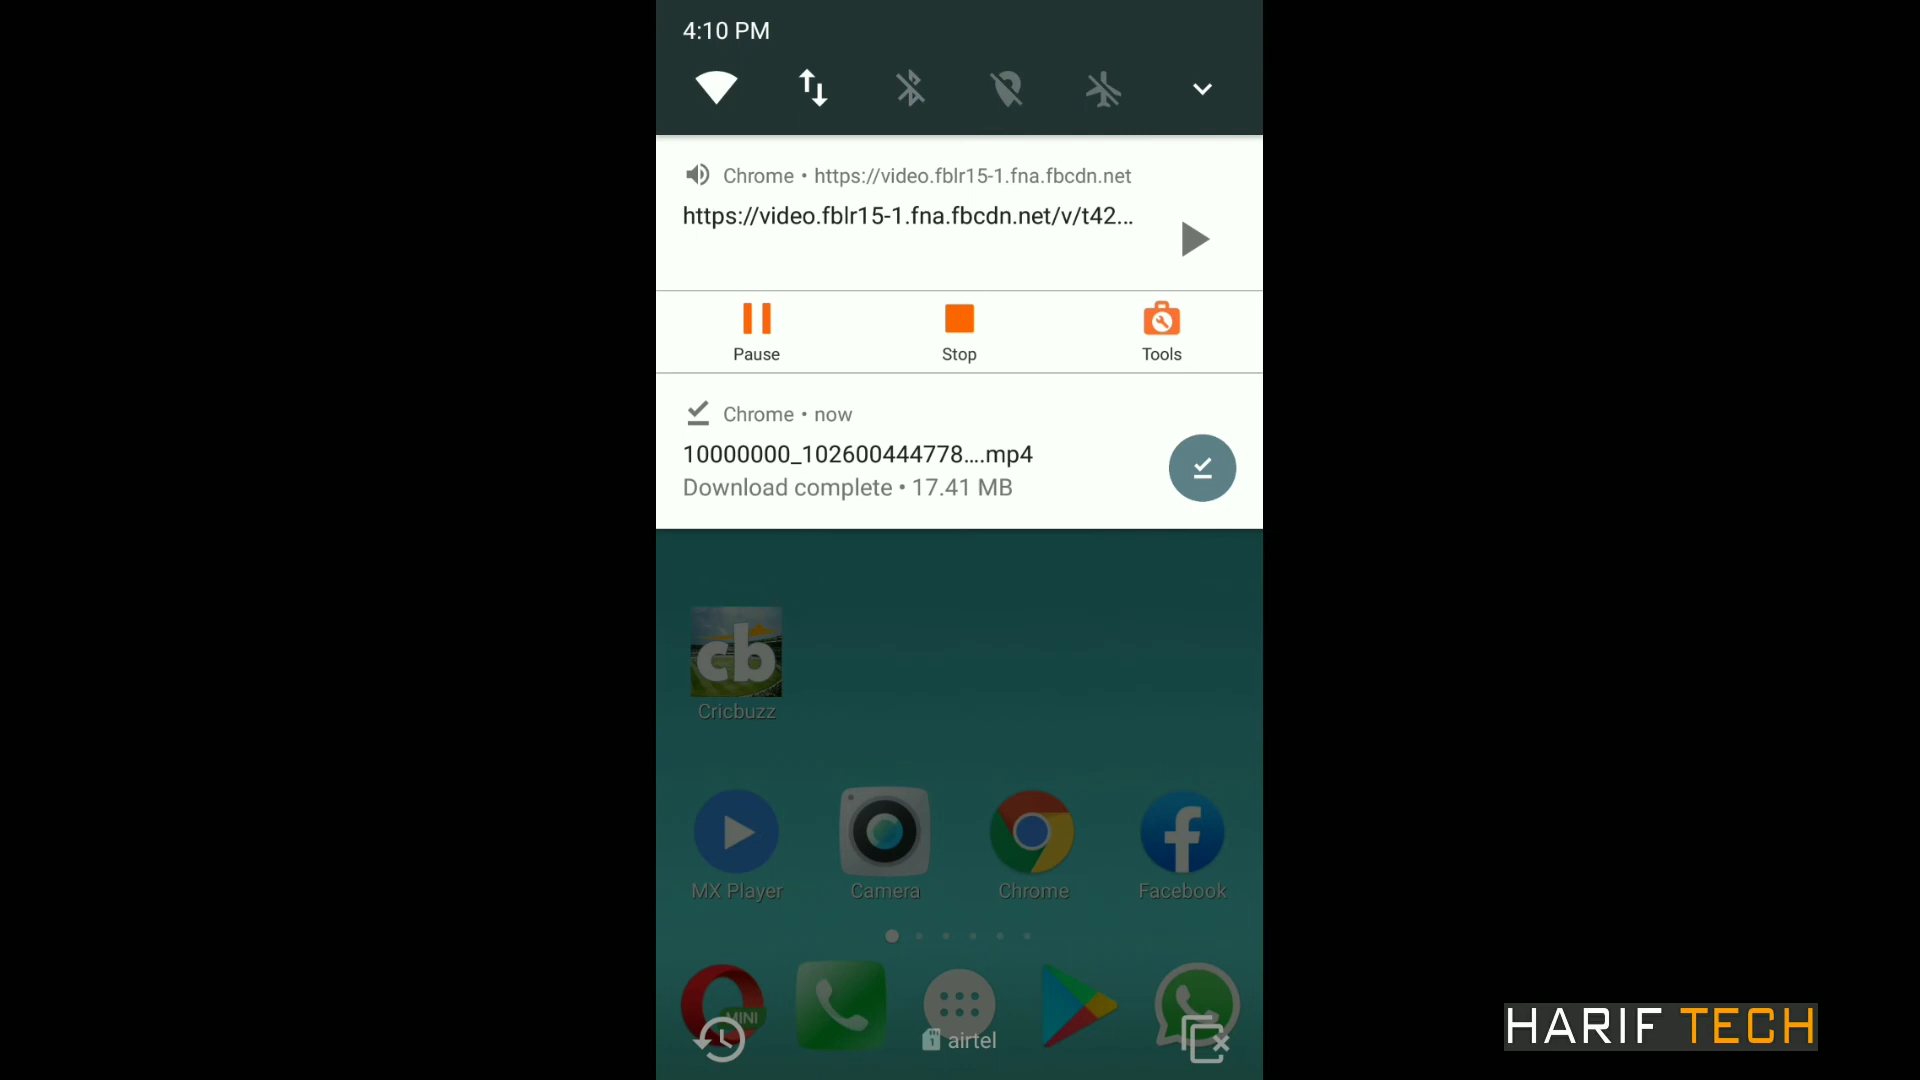 4:10 PM
Chrome • https://video.fblr15-1.fna.fbcdn.net
https://video.fblr15-1.fna.fbcdn.net/v/t42...
Pause
Stop
Tools
Chrome • now
10000000_102600444778....mp4
Download complete • 17.41 MB
cb
Cricbuzz
MX Player
Camera
Chrome
Facebook
MINI
1
airtel
HARIF TECH